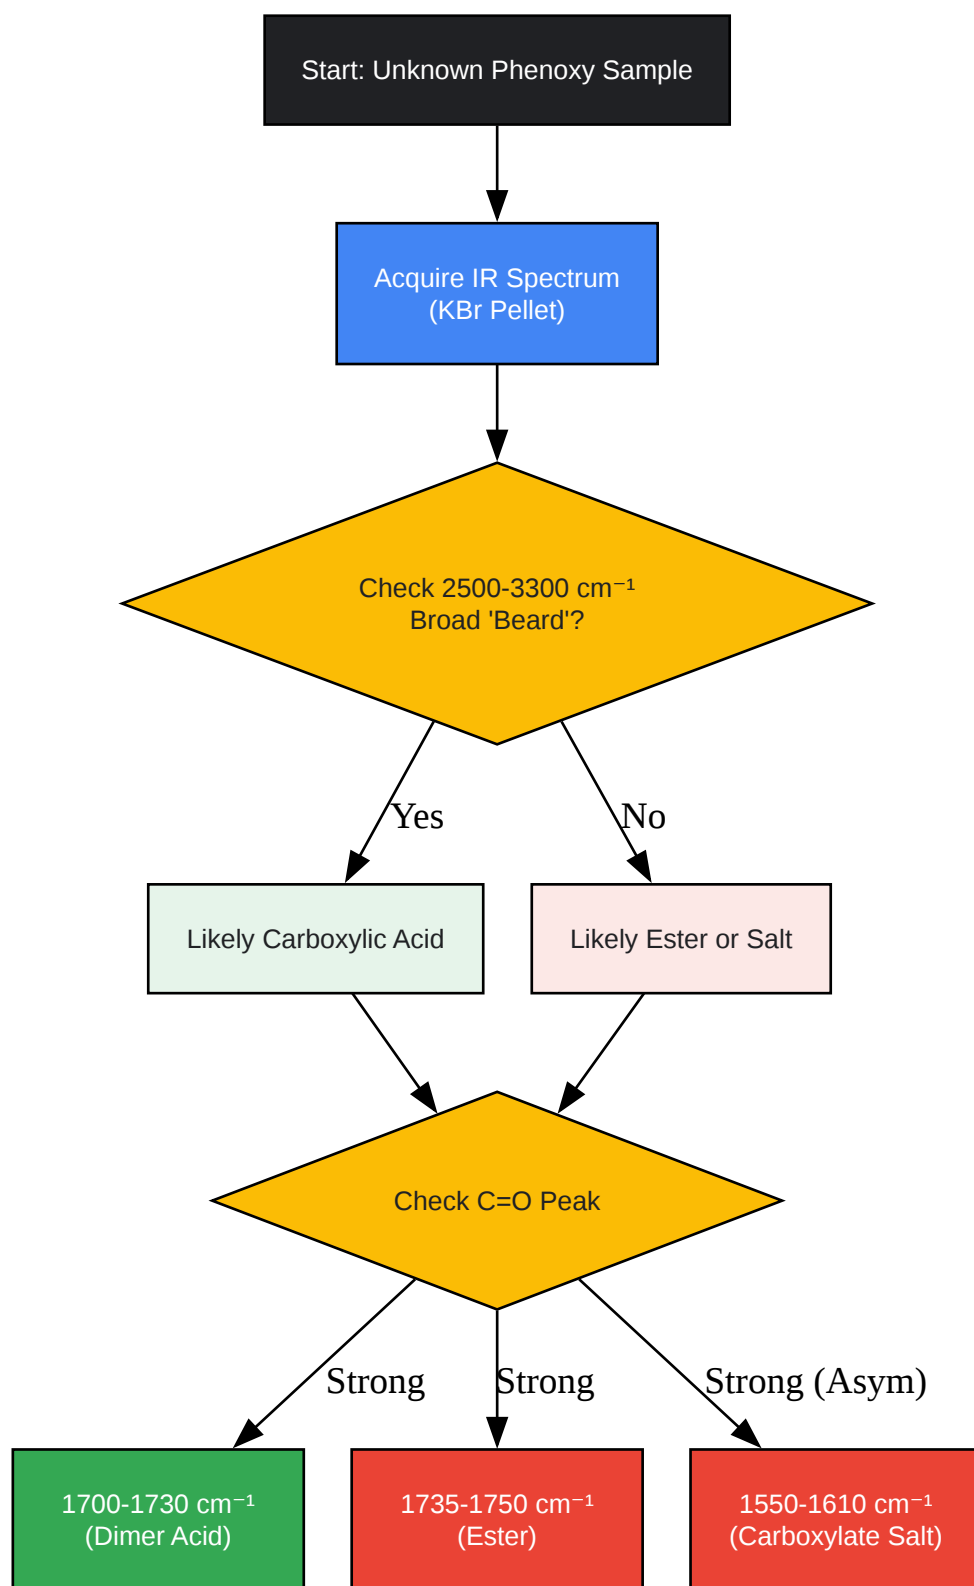 Start: Unknown Phenoxy Sample
Acquire IR Spectrum
(KBr Pellet)
Check 2500-3300 cm⁻¹
Broad 'Beard'?
Yes
No
Likely Carboxylic Acid
Likely Ester or Salt
Check C=O Peak
Strong
Strong
Strong (Asym)
1700-1730 cm⁻¹
(Dimer Acid)
1735-1750 cm⁻¹
(Ester)
1550-1610 cm⁻¹
(Carboxylate Salt)